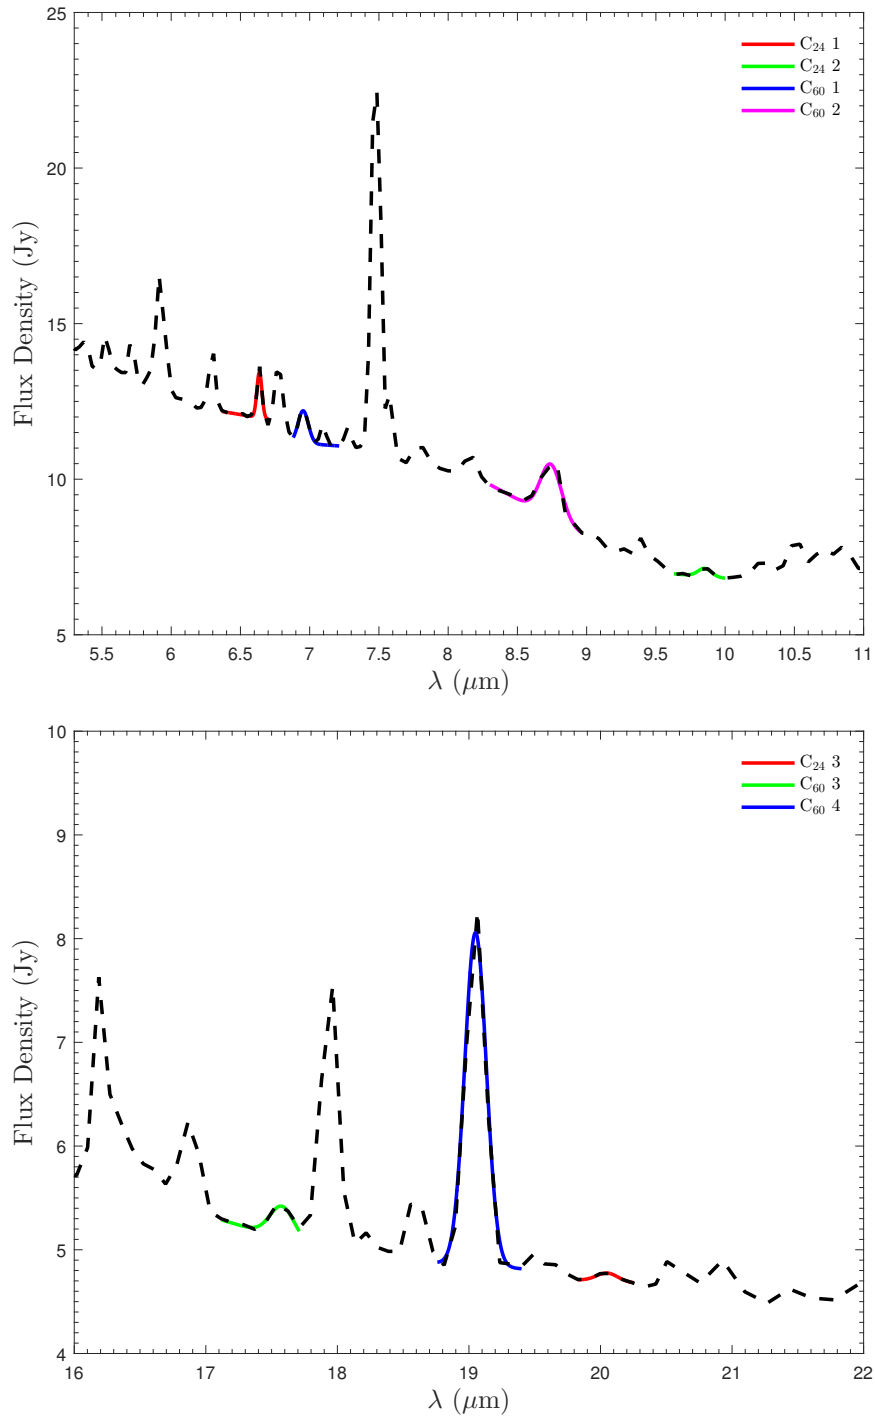 25
20
15
10
5
Flux Density (Jy)
C₂₄ 1
C₂₄ 2
C₆₀ 1
C₆₀ 2
5.5 6 6.5 7 7.5 8 8.5 9 9.5 10 10.5 11
λ (μm)
10
9
8
7
6
5
4
Flux Density (Jy)
C₂₄ 3
C₆₀ 3
C₆₀ 4
16 17 18 19 20 21 22
λ (μm)